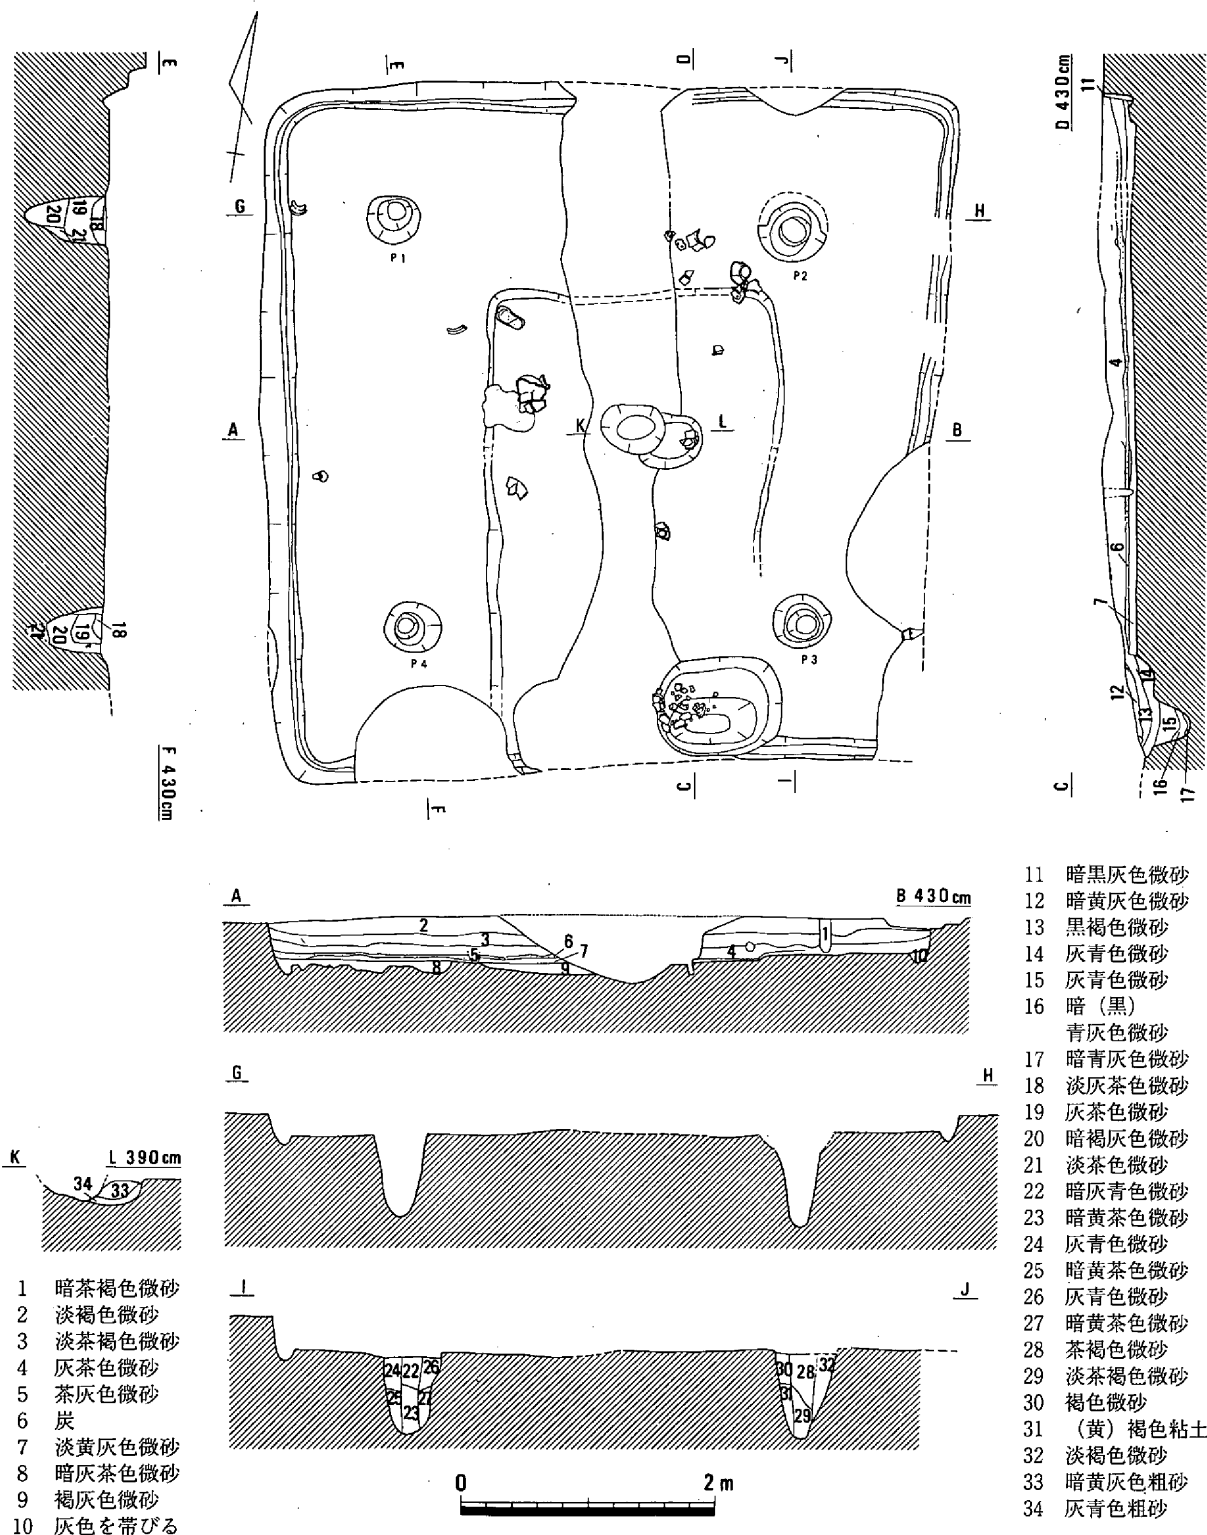 E
E
D
J
D 430cm
11
G
H
P1
P2
20
19
18
21
4
A
K
L
B
6
7
P4
P3
21
20
19
18
12
14
13
15
16
17
F 430cm
F
C
I
C
A
B 430cm
2
3
6
7
5
8
9
4
1
10
G
H
K
L 390cm
34
33
I
J
24
22
26
25
23
27
30
28
32
31
29
0
2m
1 暗茶褐色微砂
2 淡褐色微砂
3 淡茶褐色微砂
4 灰茶色微砂
5 茶灰色微砂
6 炭
7 淡黄灰色微砂
8 暗灰茶色微砂
9 褐灰色微砂
10 灰色を帯びる
11 暗黒灰色微砂
12 暗黄灰色微砂
13 黒褐色微砂
14 灰青色微砂
15 灰青色微砂
16 暗（黒）
青灰色微砂
17 暗青灰色微砂
18 淡灰茶色微砂
19 灰茶色微砂
20 暗褐灰色微砂
21 淡茶色微砂
22 暗灰青色微砂
23 暗黄茶色微砂
24 灰青色微砂
25 暗黄茶色微砂
26 灰青色微砂
27 暗黄茶色微砂
28 茶褐色微砂
29 淡茶褐色微砂
30 褐色微砂
31 （黄）褐色粘土
32 淡褐色微砂
33 暗黄灰色粗砂
34 灰青色粗砂